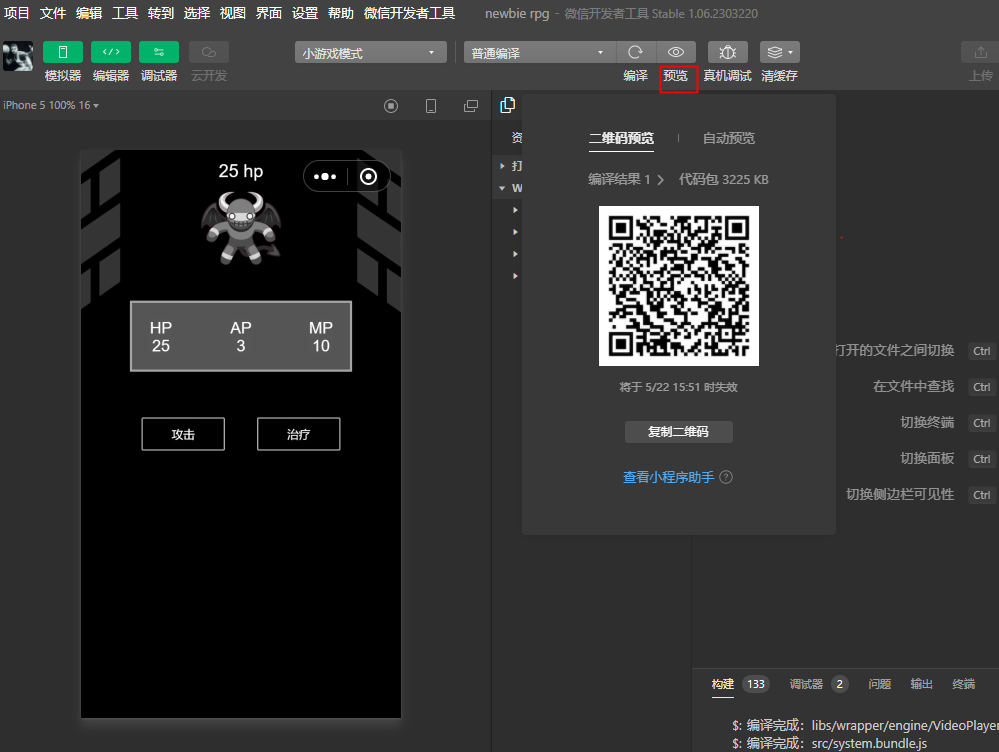 项目 文件 编辑 工具 转到 选择 视图 界面 设置 帮助 微信开发者工具 newbie rpg - 微信开发者工具 Stable 1.06.2303220
小游戏模式 普通编译
模拟器 编辑器 调试器 云开发 编译 预览 真机调试 清缓存 上传
iPhone 5 100% 16
资
打
W
25 hp
HP AP MP
25 3 10
攻击 治疗
二维码预览 自动预览
编译结果 1 代码包 3225 KB
将于 5/22 15:51 时失效
复制二维码
查看小程序助手 ?
打开的文件之间切换 Ctrl
在文件中查找 Ctrl
切换终端 Ctrl
切换面板 Ctrl
切换侧边栏可见性 Ctrl
构建 133 调试器 2 问题 输出 终端
$: 编译完成：libs/wrapper/engine/VideoPlayer
$: 编译完成：src/system.bundle.js